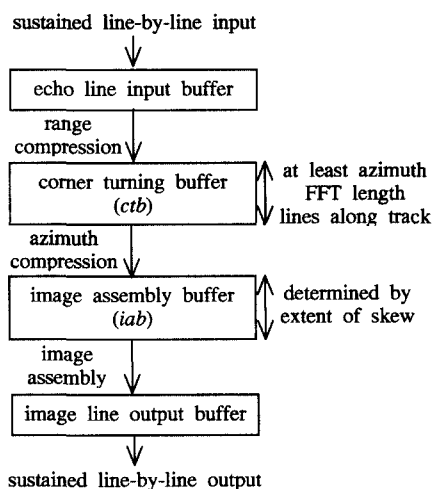 sustained line-by-line input
echo line input buffer
range
compression
corner turning buffer
(ctb)
at least azimuth
FFT length
lines along track
azimuth
compression
image assembly buffer
(iab)
determined by
extent of skew
image
assembly
image line output buffer
sustained line-by-line output